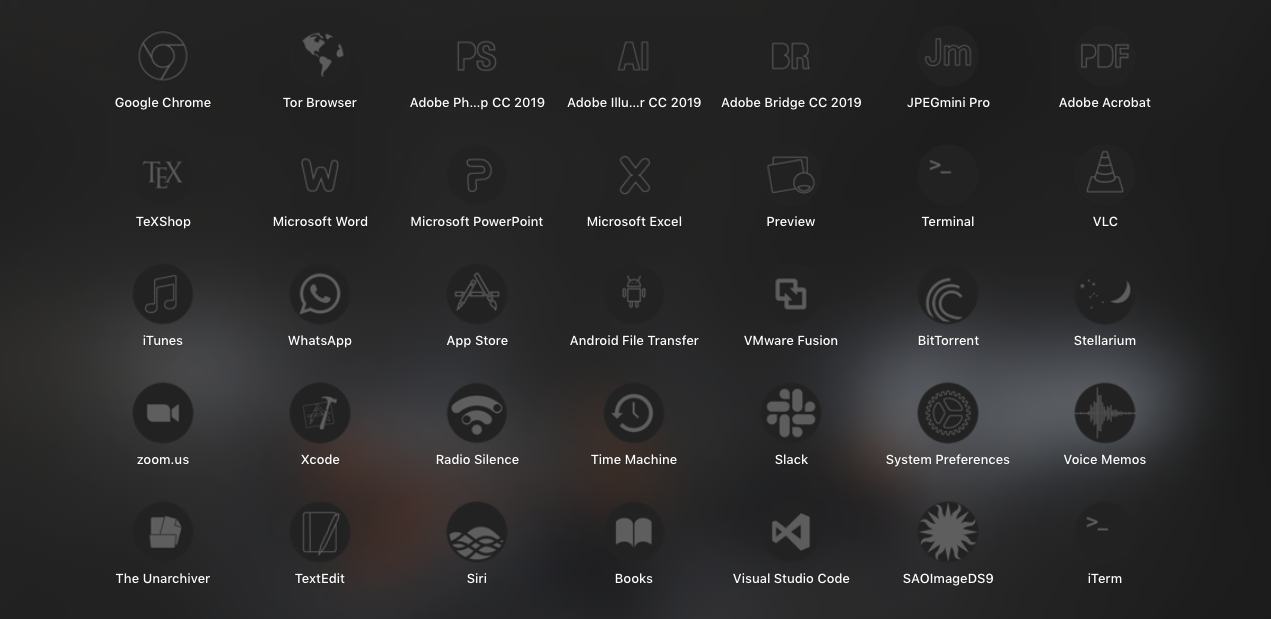 PS AI BR Jm PDF
Google Chrome Tor Browser Adobe Ph...p CC 2019 Adobe Illu...r CC 2019 Adobe Bridge CC 2019 JPEGmini Pro Adobe Acrobat
TEX W P X >_
TeXShop Microsoft Word Microsoft PowerPoint Microsoft Excel Preview Terminal VLC
iTunes WhatsApp App Store Android File Transfer VMware Fusion BitTorrent Stellarium
zoom.us Xcode Radio Silence Time Machine Slack System Preferences Voice Memos
>_
The Unarchiver TextEdit Siri Books Visual Studio Code SAOImageDS9 iTerm